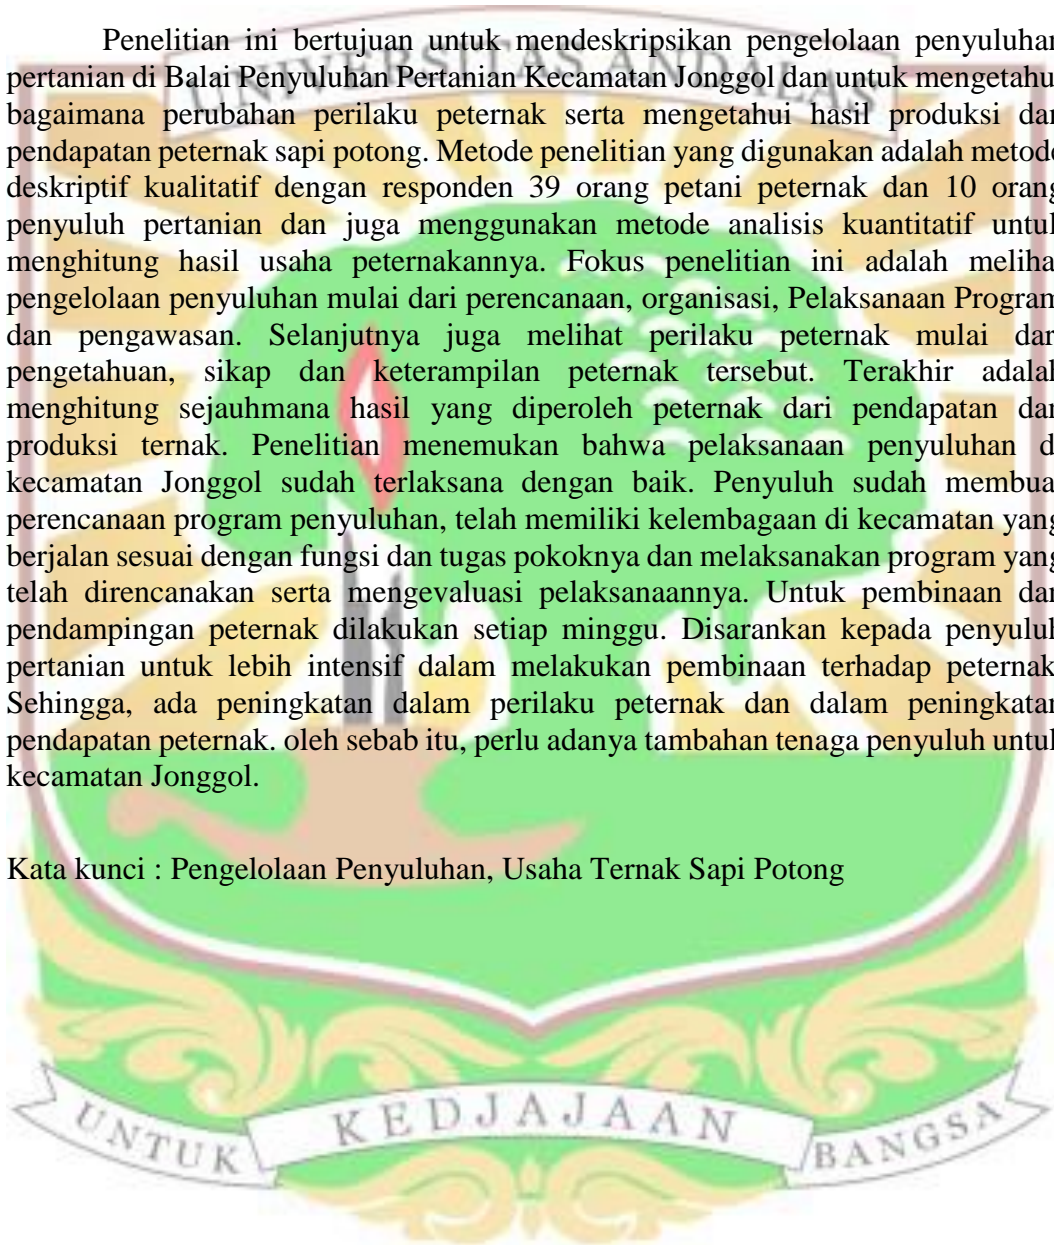 Penelitian ini bertujuan untuk mendeskripsikan pengelolaan penyuluhan
pertanian di Balai Penyuluhan Pertanian Kecamatan Jonggol dan untuk mengetahu
UNIVERSITAS ANDALAS
bagaimana perubahan perilaku peternak serta mengetahui hasil produksi dan
pendapatan peternak sapi potong. Metode penelitian yang digunakan adalah metode
deskriptif kualitatif dengan responden 39 orang petani peternak dan 10 orang
penyuluh pertanian dan juga menggunakan metode analisis kuantitatif untuk
menghitung hasil usaha peternakannya. Fokus penelitian ini adalah meliha
pengelolaan penyuluhan mulai dari perencanaan, organisasi, Pelaksanaan Program
dan pengawasan. Selanjutnya juga melihat perilaku peternak mulai dar
pengetahuan, sikap dan keterampilan peternak tersebut. Terakhir adalah
menghitung sejauhmana hasil yang diperoleh peternak dari pendapatan dan
produksi ternak. Penelitian menemukan bahwa pelaksanaan penyuluhan d
kecamatan Jonggol sudah terlaksana dengan baik. Penyuluh sudah membua
perencanaan program penyuluhan, telah memiliki kelembagaan di kecamatan yang
berjalan sesuai dengan fungsi dan tugas pokoknya dan melaksanakan program yang
telah direncanakan serta mengevaluasi pelaksanaannya. Untuk pembinaan dan
pendampingan peternak dilakukan setiap minggu. Disarankan kepada penyuluh
pertanian untuk lebih intensif dalam melakukan pembinaan terhadap peternak
Sehingga, ada peningkatan dalam perilaku peternak dan dalam peningkatan
pendapatan peternak. oleh sebab itu, perlu adanya tambahan tenaga penyuluh untuk
kecamatan Jonggol.
Kata kunci : Pengelolaan Penyuluhan, Usaha Ternak Sapi Potong
UNTUK KEDJAJAAN BANGSA